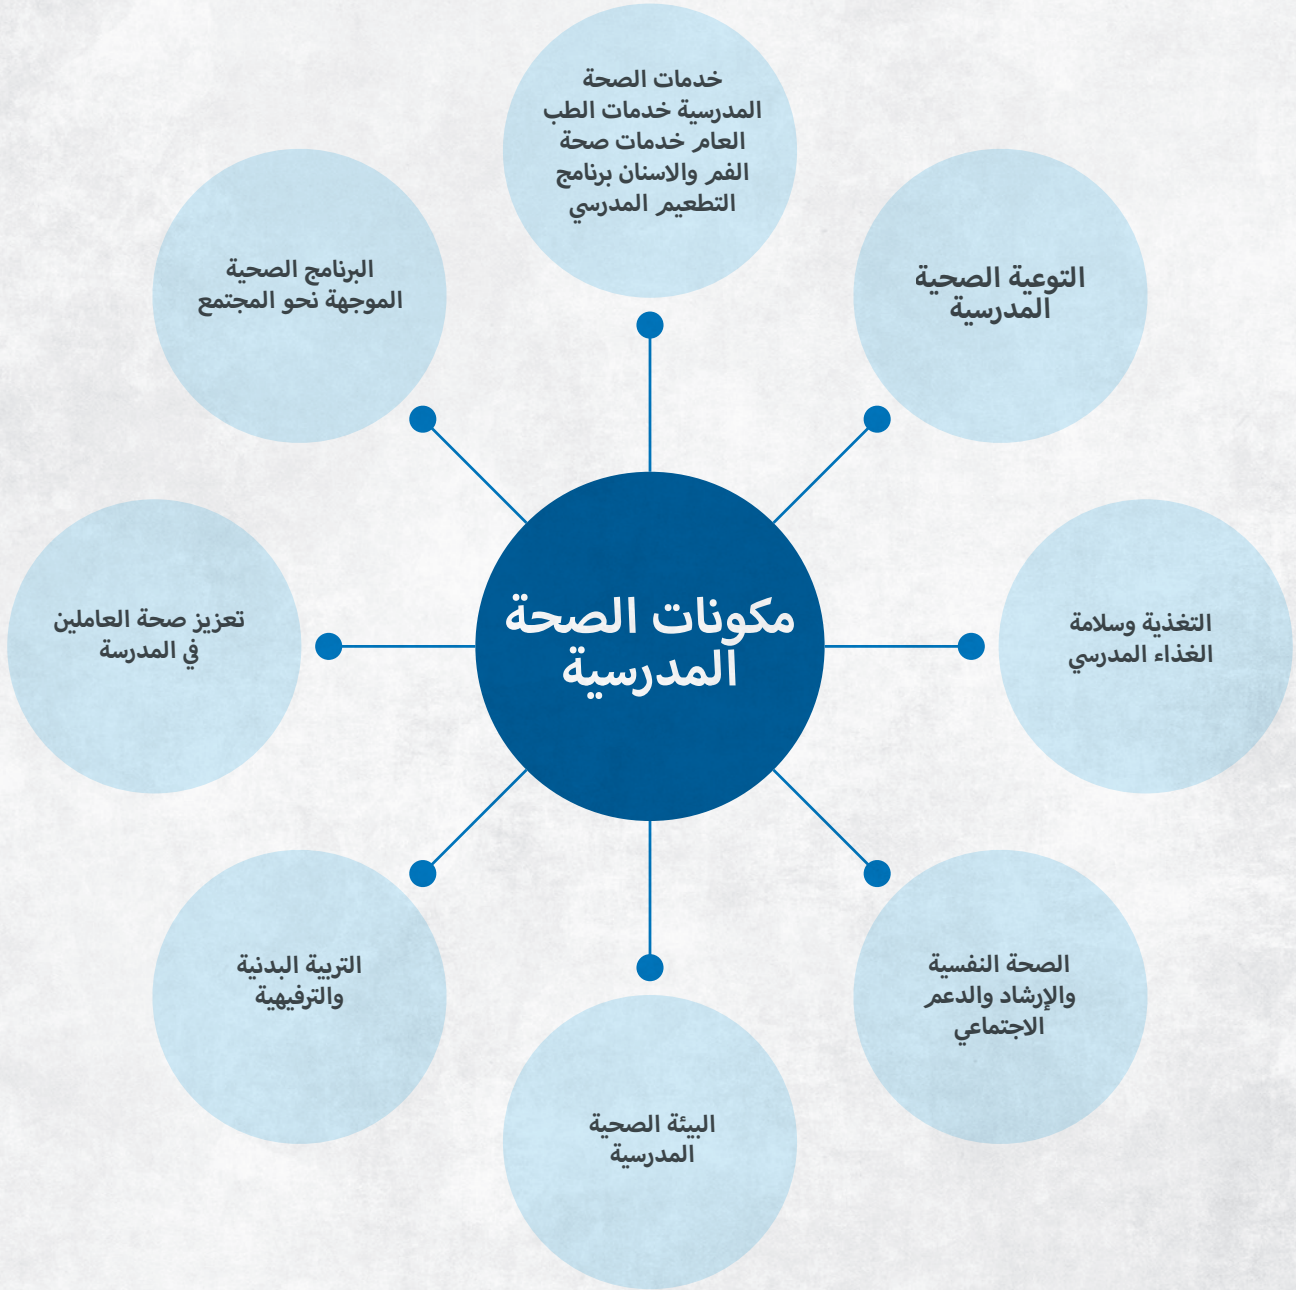 خدمات الصحة
المدرسية خدمات الطب
العام خدمات صحة
الفم والاسنان برنامج
التطعيم المدرسي
التوعية الصحية
المدرسية
البرنامج الصحية
الموجهة نحو المجتمع
مكونات الصحة
المدرسية
التغذية وسلامة
الغذاء المدرسي
تعزيز صحة العاملين
في المدرسة
الصحة النفسية
والإرشاد والدعم
الاجتماعي
التربية البدنية
والترفيهية
البيئة الصحية
المدرسية